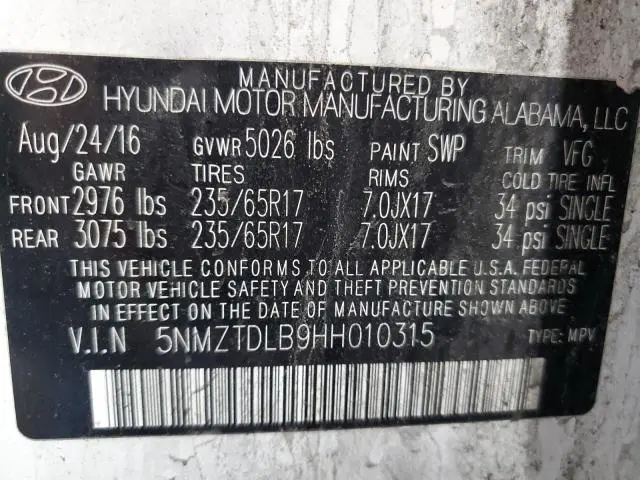 MANUFACTURED BY
HYUNDAI MOTOR MANUFACTURING ALABAMA, LLC
Aug/24/16 GVWR 5026 lbs PAINT SWP TRIM VFG
GAWR TIRES RIMS COLD TIRE INFL
FRONT 2976 lbs 235/65R17 7.0JX17 34 psi SINGLE
REAR 3075 lbs 235/65R17 7.0JX17 34 psi SINGLE
THIS VEHICLE CONFORMS TO ALL APPLICABLE U.S.A. FEDERAL
MOTOR VEHICLE SAFETY AND THEFT PREVENTION STANDARDS
IN EFFECT ON THE DATE OF MANUFACTURE SHOWN ABOVE.
V.I.N 5NMZTDLB9HH010315 TYPE: MPV